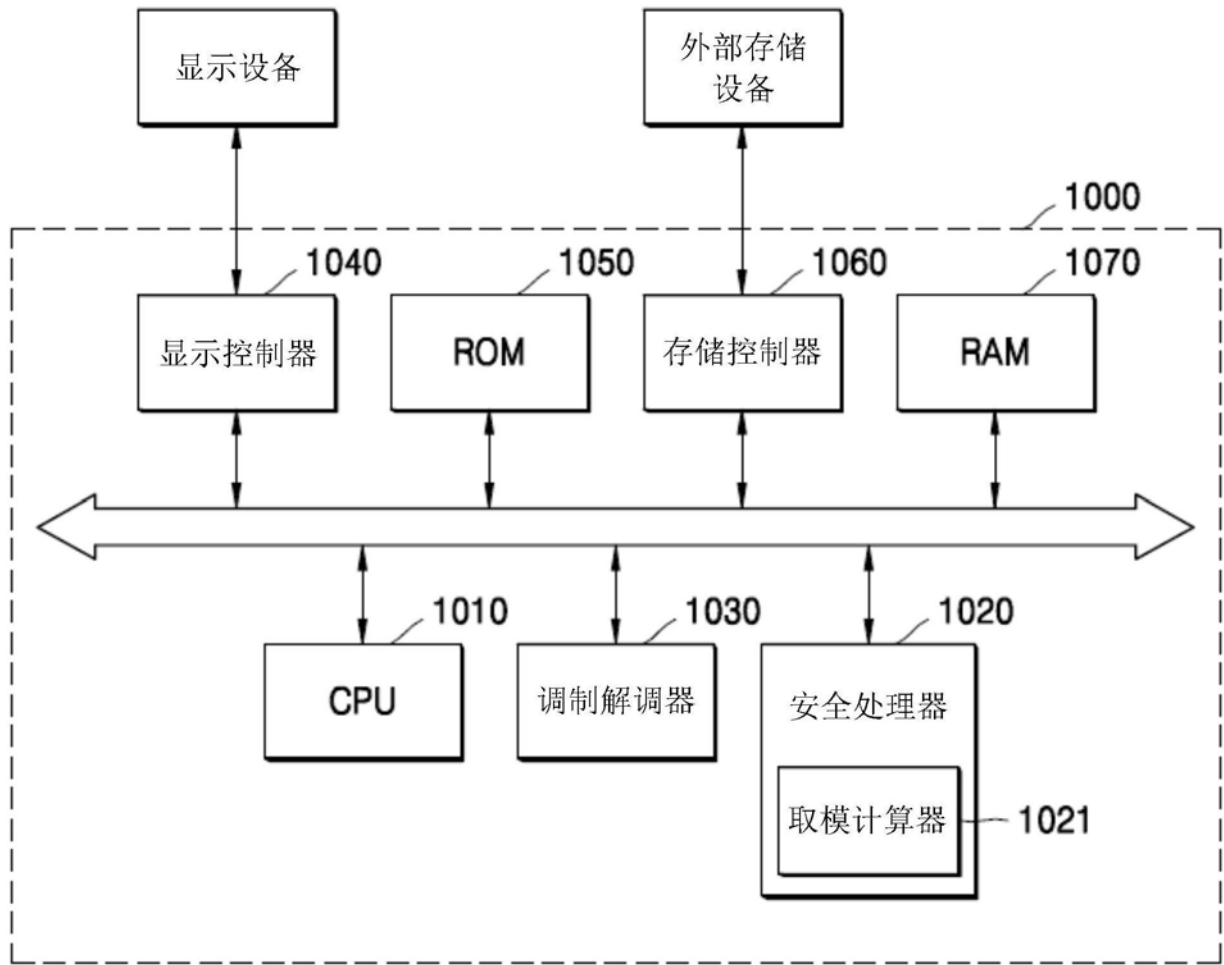 显示设备
外部存储
设备
1000
1040
1050
1060
1070
显示控制器
ROM
存储控制器
RAM
1010
1030
1020
CPU
调制解调器
安全处理器
取模计算器
1021